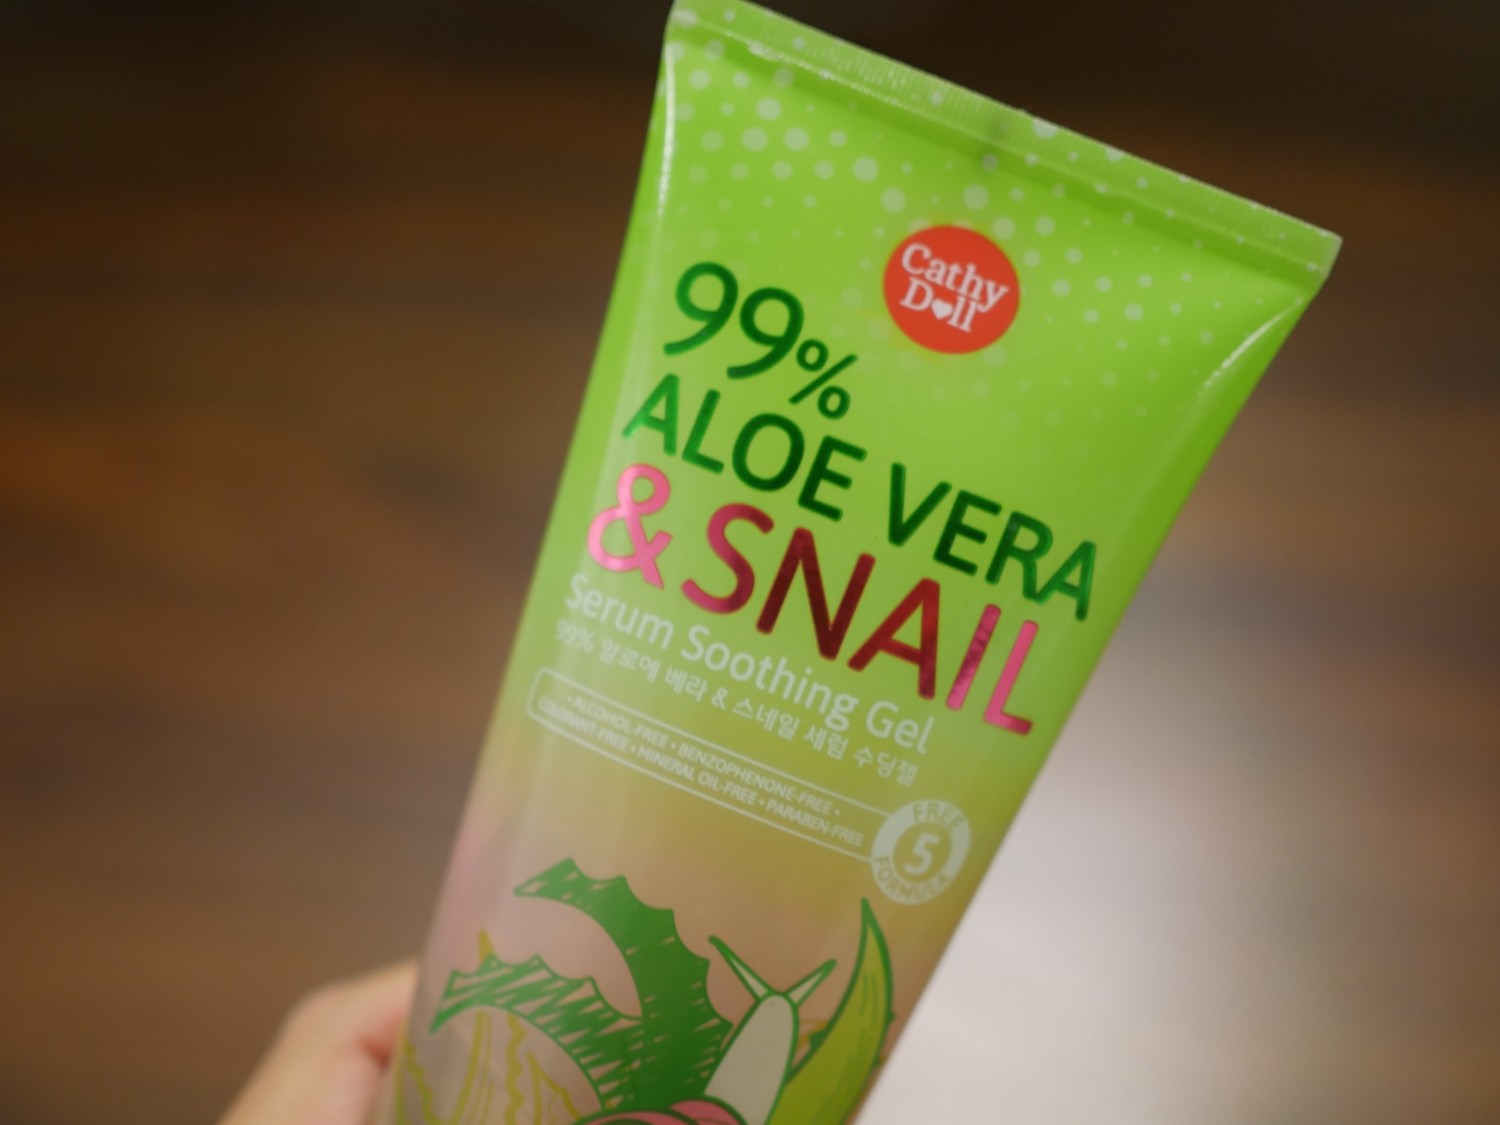 Cathy
Doll
99%
ALOE VERA
& SNAIL
Serum Soothing Gel
99% 알로에 베라 & 스네일 세럼 수딩젤
• ALCOHOL-FREE • BENZOPHENONE-FREE •
COLORANT-FREE • MINERAL OIL-FREE • PARABEN-FREE
FREE
5
FORMULA